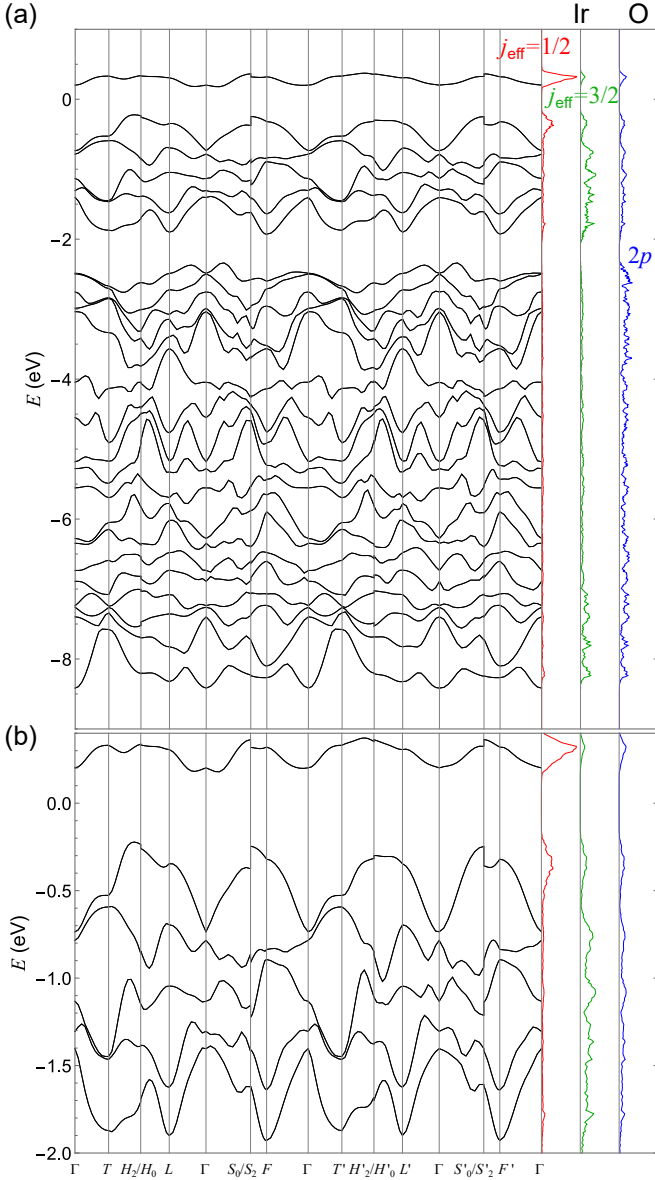 (a)
Ir O
j_eff=1/2
j_eff=3/2
2p
0
−2
−4
−6
−8
E (eV)
(b)
0.0
−0.5
−1.0
−1.5
−2.0
E (eV)
Γ T H₂/H₀ L Γ S₀/S₂ F Γ T' H'₂/H'₀ L' Γ S'₀/S'₂ F' Γ